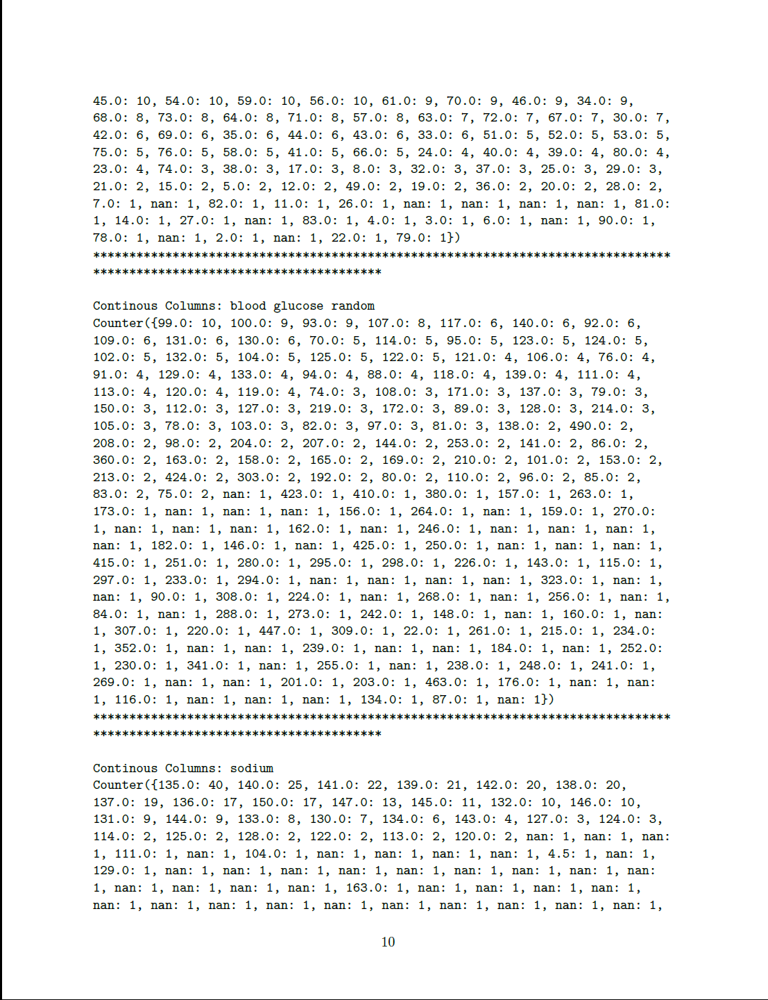 45.0: 10, 54.0: 10, 59.0: 10, 56.0: 10, 61.0: 9, 70.0: 9, 46.0: 9, 34.0: 9,
68.0: 8, 73.0: 8, 64.0: 8, 71.0: 8, 57.0: 8, 63.0: 7, 72.0: 7, 67.0: 7, 30.0: 7,
42.0: 6, 69.0: 6, 35.0: 6, 44.0: 6, 43.0: 6, 33.0: 6, 51.0: 5, 52.0: 5, 53.0: 5,
75.0: 5, 76.0: 5, 58.0: 5, 41.0: 5, 66.0: 5, 24.0: 4, 40.0: 4, 39.0: 4, 80.0: 4,
23.0: 4, 74.0: 3, 38.0: 3, 17.0: 3, 8.0: 3, 32.0: 3, 37.0: 3, 25.0: 3, 29.0: 3,
21.0: 2, 15.0: 2, 5.0: 2, 12.0: 2, 49.0: 2, 19.0: 2, 36.0: 2, 20.0: 2, 28.0: 2,
7.0: 1, nan: 1, 82.0: 1, 11.0: 1, 26.0: 1, nan: 1, nan: 1, nan: 1, nan: 1, 81.0:
1, 14.0: 1, 27.0: 1, nan: 1, 83.0: 1, 4.0: 1, 3.0: 1, 6.0: 1, nan: 1, 90.0: 1,
78.0: 1, nan: 1, 2.0: 1, nan: 1, 22.0: 1, 79.0: 1})
********************************************************************************
****************************************
Continous Columns: blood glucose random
Counter({99.0: 10, 100.0: 9, 93.0: 9, 107.0: 8, 117.0: 6, 140.0: 6, 92.0: 6,
109.0: 6, 131.0: 6, 130.0: 6, 70.0: 5, 114.0: 5, 95.0: 5, 123.0: 5, 124.0: 5,
102.0: 5, 132.0: 5, 104.0: 5, 125.0: 5, 122.0: 5, 121.0: 4, 106.0: 4, 76.0: 4,
91.0: 4, 129.0: 4, 133.0: 4, 94.0: 4, 88.0: 4, 118.0: 4, 139.0: 4, 111.0: 4,
113.0: 4, 120.0: 4, 119.0: 4, 74.0: 3, 108.0: 3, 171.0: 3, 137.0: 3, 79.0: 3,
150.0: 3, 112.0: 3, 127.0: 3, 219.0: 3, 172.0: 3, 89.0: 3, 128.0: 3, 214.0: 3,
105.0: 3, 78.0: 3, 103.0: 3, 82.0: 3, 97.0: 3, 81.0: 3, 138.0: 2, 490.0: 2,
208.0: 2, 98.0: 2, 204.0: 2, 207.0: 2, 144.0: 2, 253.0: 2, 141.0: 2, 86.0: 2,
360.0: 2, 163.0: 2, 158.0: 2, 165.0: 2, 169.0: 2, 210.0: 2, 101.0: 2, 153.0: 2,
213.0: 2, 424.0: 2, 303.0: 2, 192.0: 2, 80.0: 2, 110.0: 2, 96.0: 2, 85.0: 2,
83.0: 2, 75.0: 2, nan: 1, 423.0: 1, 410.0: 1, 380.0: 1, 157.0: 1, 263.0: 1,
173.0: 1, nan: 1, nan: 1, nan: 1, 156.0: 1, 264.0: 1, nan: 1, 159.0: 1, 270.0:
1, nan: 1, nan: 1, nan: 1, 162.0: 1, nan: 1, 246.0: 1, nan: 1, nan: 1, nan: 1,
nan: 1, 182.0: 1, 146.0: 1, nan: 1, 425.0: 1, 250.0: 1, nan: 1, nan: 1, nan: 1,
415.0: 1, 251.0: 1, 280.0: 1, 295.0: 1, 298.0: 1, 226.0: 1, 143.0: 1, 115.0: 1,
297.0: 1, 233.0: 1, 294.0: 1, nan: 1, nan: 1, nan: 1, nan: 1, 323.0: 1, nan: 1,
nan: 1, 90.0: 1, 308.0: 1, 224.0: 1, nan: 1, 268.0: 1, nan: 1, 256.0: 1, nan: 1,
84.0: 1, nan: 1, 288.0: 1, 273.0: 1, 242.0: 1, 148.0: 1, nan: 1, 160.0: 1, nan:
1, 307.0: 1, 220.0: 1, 447.0: 1, 309.0: 1, 22.0: 1, 261.0: 1, 215.0: 1, 234.0:
1, 352.0: 1, nan: 1, nan: 1, 239.0: 1, nan: 1, nan: 1, 184.0: 1, nan: 1, 252.0:
1, 230.0: 1, 341.0: 1, nan: 1, 255.0: 1, nan: 1, 238.0: 1, 248.0: 1, 241.0: 1,
269.0: 1, nan: 1, nan: 1, 201.0: 1, 203.0: 1, 463.0: 1, 176.0: 1, nan: 1, nan:
1, 116.0: 1, nan: 1, nan: 1, nan: 1, 134.0: 1, 87.0: 1, nan: 1})
********************************************************************************
****************************************
Continous Columns: sodium
Counter({135.0: 40, 140.0: 25, 141.0: 22, 139.0: 21, 142.0: 20, 138.0: 20,
137.0: 19, 136.0: 17, 150.0: 17, 147.0: 13, 145.0: 11, 132.0: 10, 146.0: 10,
131.0: 9, 144.0: 9, 133.0: 8, 130.0: 7, 134.0: 6, 143.0: 4, 127.0: 3, 124.0: 3,
114.0: 2, 125.0: 2, 128.0: 2, 122.0: 2, 113.0: 2, 120.0: 2, nan: 1, nan: 1, nan:
1, 111.0: 1, nan: 1, 104.0: 1, nan: 1, nan: 1, nan: 1, nan: 1, 4.5: 1, nan: 1,
129.0: 1, nan: 1, nan: 1, nan: 1, nan: 1, nan: 1, nan: 1, nan: 1, nan: 1, nan:
1, nan: 1, nan: 1, nan: 1, nan: 1, 163.0: 1, nan: 1, nan: 1, nan: 1, nan: 1,
nan: 1, nan: 1, nan: 1, nan: 1, nan: 1, nan: 1, nan: 1, nan: 1, nan: 1, nan: 1,
10